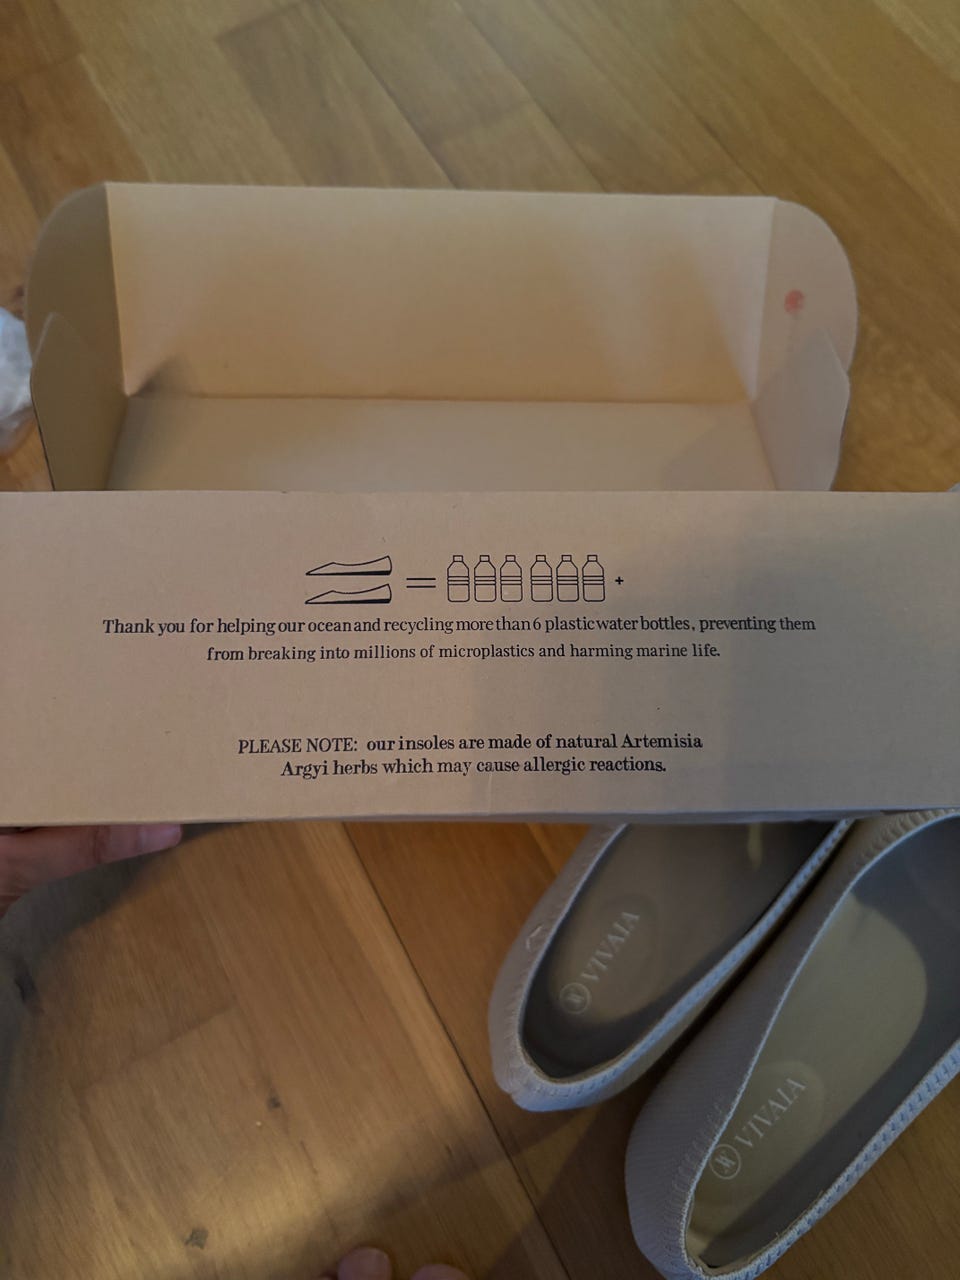 +
Thank you for helping our ocean and recycling more than 6 plastic water bottles, preventing them
from breaking into millions of microplastics and harming marine life.
PLEASE NOTE: our insoles are made of natural Artemisia
Argyi herbs which may cause allergic reactions.
VIVAIA
VIVAIA